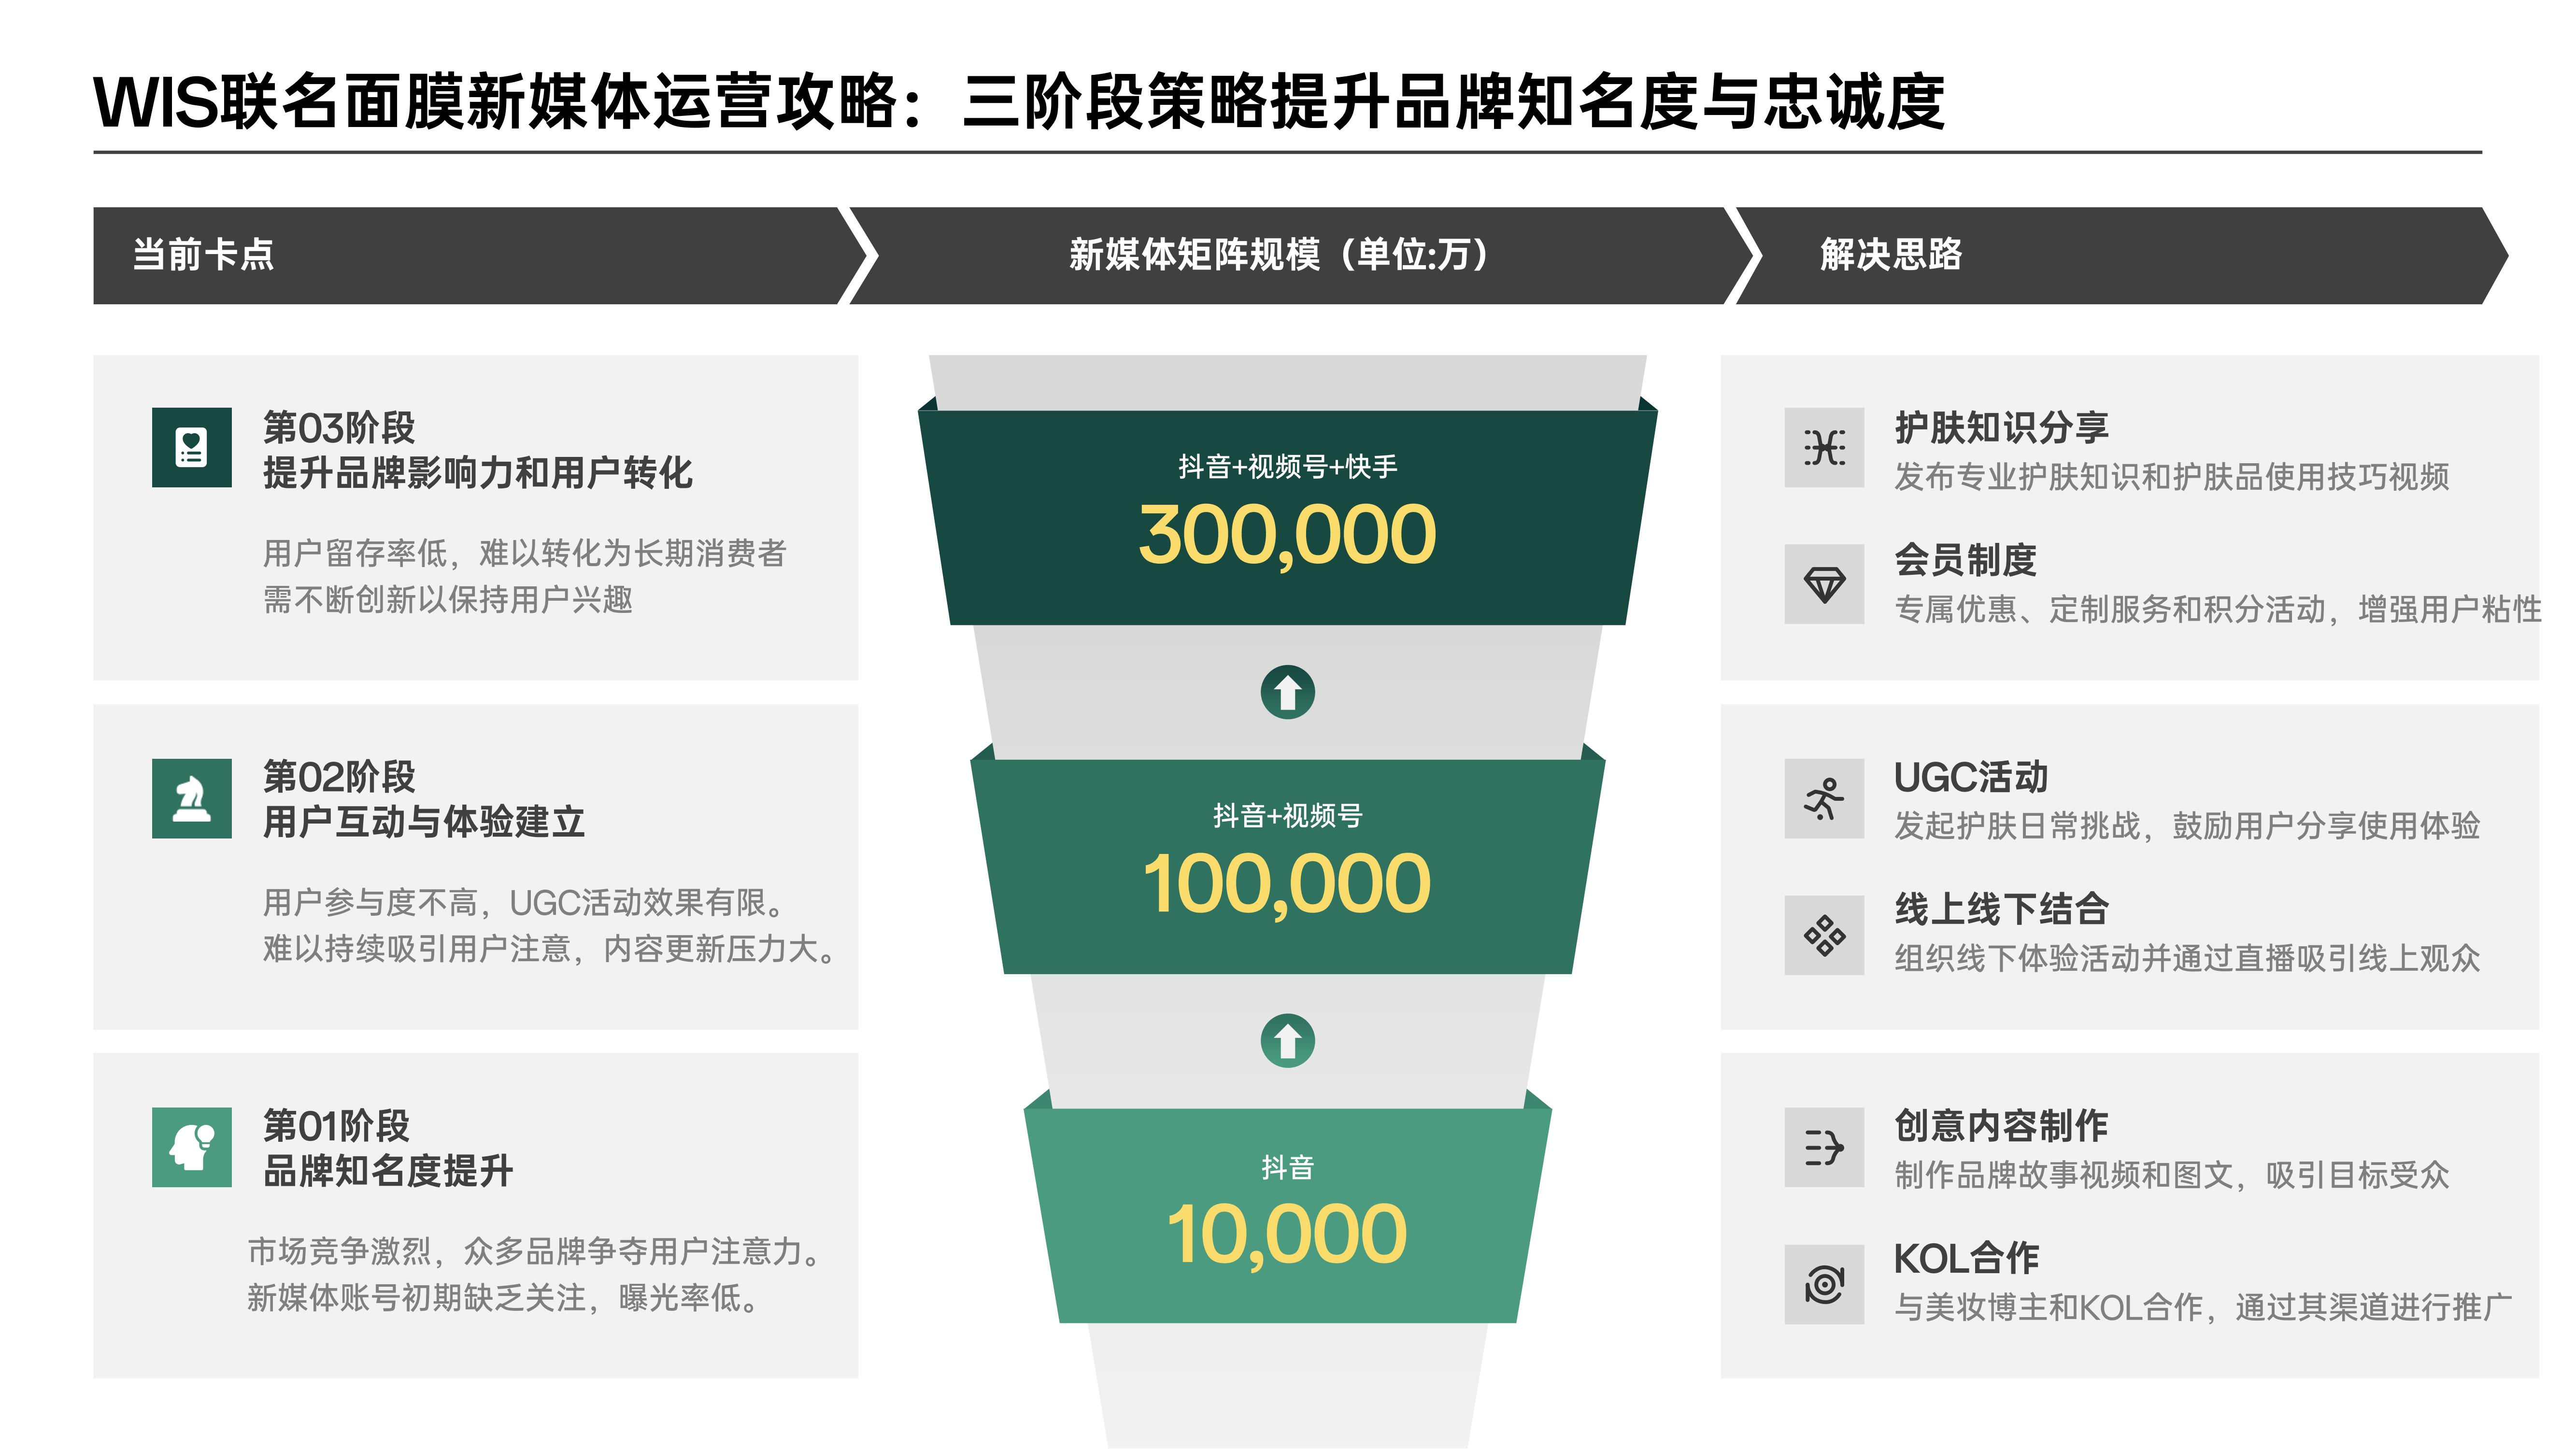 WIS联名面膜新媒体运营攻略：三阶段策略提升品牌知名度与忠诚度
当前卡点
新媒体矩阵规模（单位:万）
解决思路
第03阶段
提升品牌影响力和用户转化
用户留存率低，难以转化为长期消费者
需不断创新以保持用户兴趣
抖音+视频号+快手
300,000
护肤知识分享
发布专业护肤知识和护肤品使用技巧视频
会员制度
专属优惠、定制服务和积分活动，增强用户粘性
第02阶段
用户互动与体验建立
用户参与度不高，UGC活动效果有限。
难以持续吸引用户注意，内容更新压力大。
抖音+视频号
100,000
UGC活动
发起护肤日常挑战，鼓励用户分享使用体验
线上线下结合
组织线下体验活动并通过直播吸引线上观众
第01阶段
品牌知名度提升
市场竞争激烈，众多品牌争夺用户注意力。
新媒体账号初期缺乏关注，曝光率低。
抖音
10,000
创意内容制作
制作品牌故事视频和图文，吸引目标受众
KOL合作
与美妆博主和KOL合作，通过其渠道进行推广